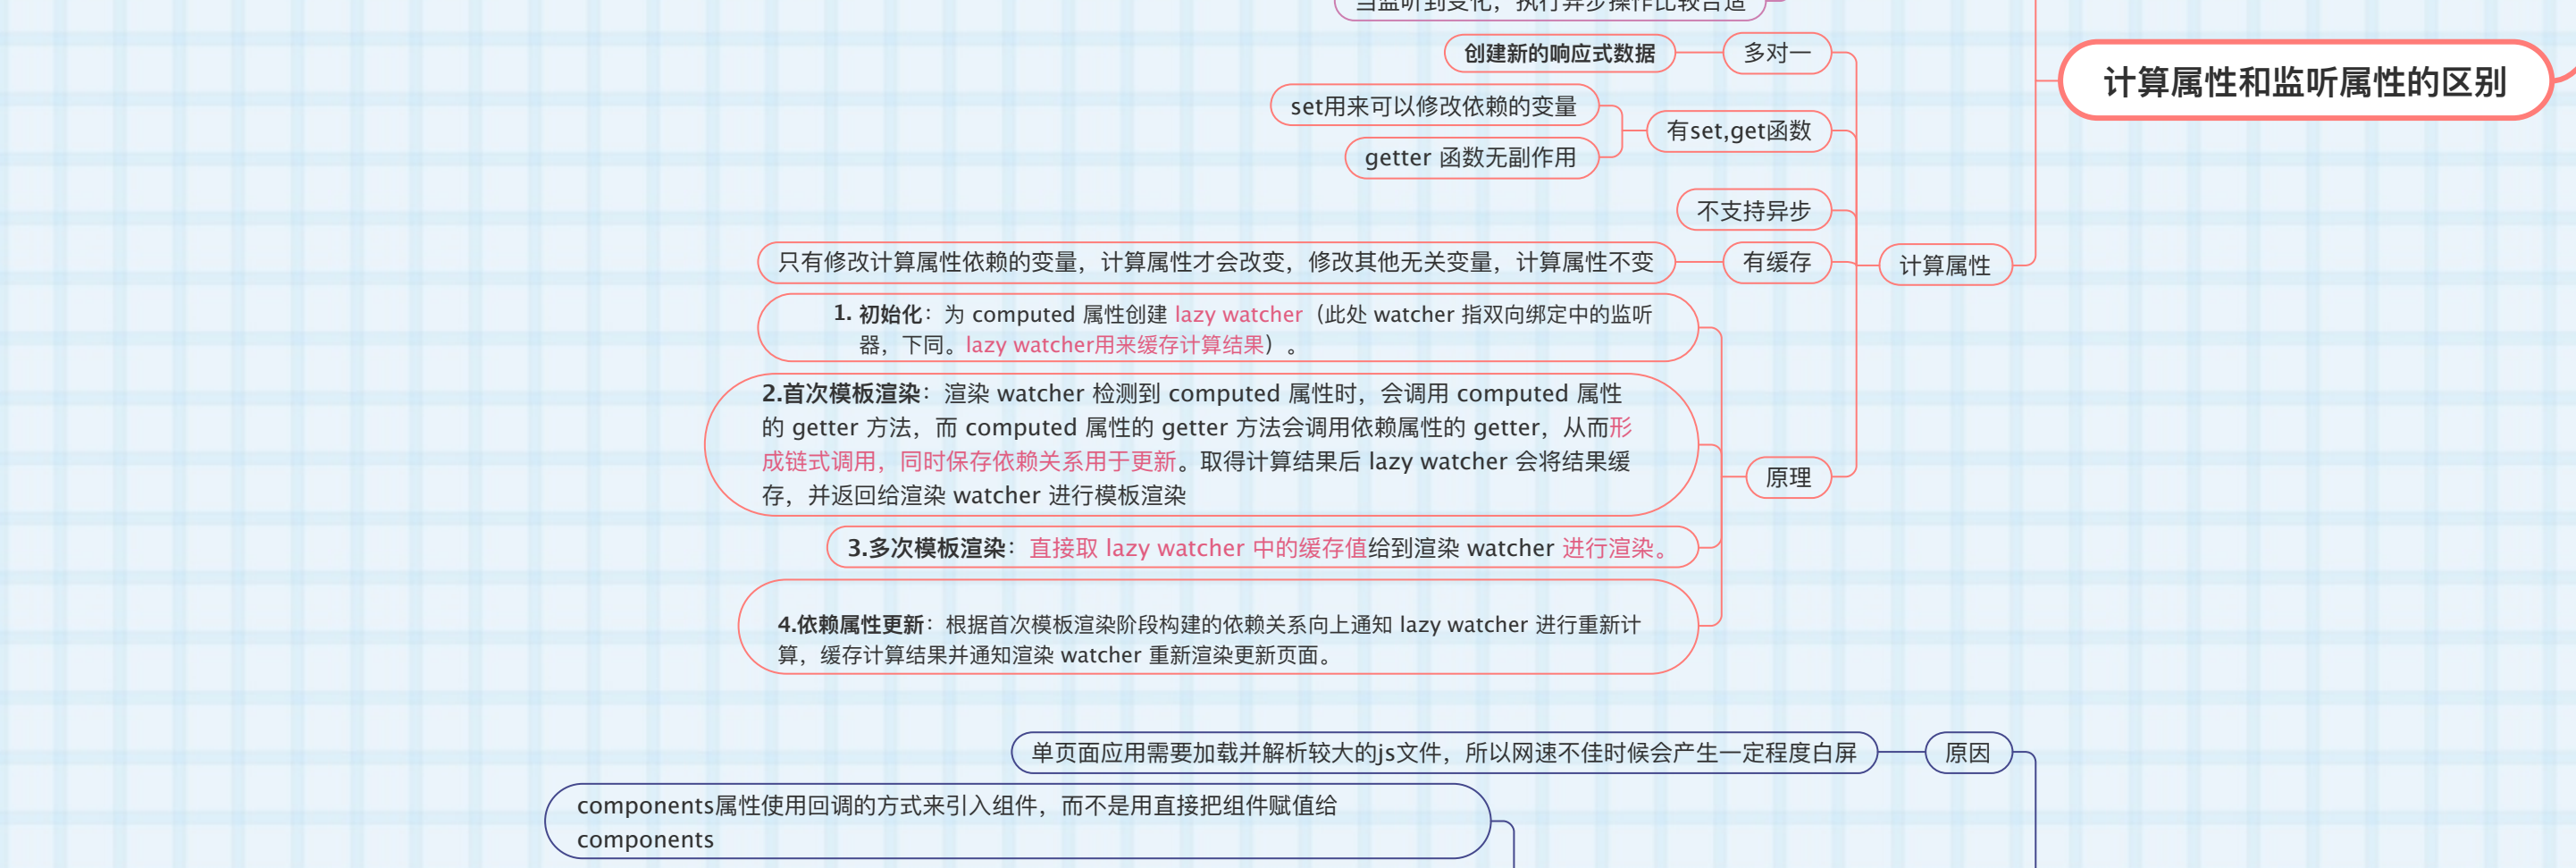 当监听到变化，执行异步操作比较合适
创建新的响应式数据
多对一
计算属性和监听属性的区别
set用来可以修改依赖的变量
有set,get函数
getter 函数无副作用
不支持异步
只有修改计算属性依赖的变量，计算属性才会改变，修改其他无关变量，计算属性不变
有缓存
计算属性
1. 初始化：为 computed 属性创建 lazy watcher（此处 watcher 指双向绑定中的监听
器，下同。lazy watcher用来缓存计算结果）。
2.首次模板渲染：渲染 watcher 检测到 computed 属性时，会调用 computed 属性
的 getter 方法，而 computed 属性的 getter 方法会调用依赖属性的 getter，从而形
成链式调用，同时保存依赖关系用于更新。取得计算结果后 lazy watcher 会将结果缓
存，并返回给渲染 watcher 进行模板渲染
原理
3.多次模板渲染：直接取 lazy watcher 中的缓存值给到渲染 watcher 进行渲染。
4.依赖属性更新：根据首次模板渲染阶段构建的依赖关系向上通知 lazy watcher 进行重新计
算，缓存计算结果并通知渲染 watcher 重新渲染更新页面。
单页面应用需要加载并解析较大的js文件，所以网速不佳时候会产生一定程度白屏
原因
components属性使用回调的方式来引入组件，而不是用直接把组件赋值给
components